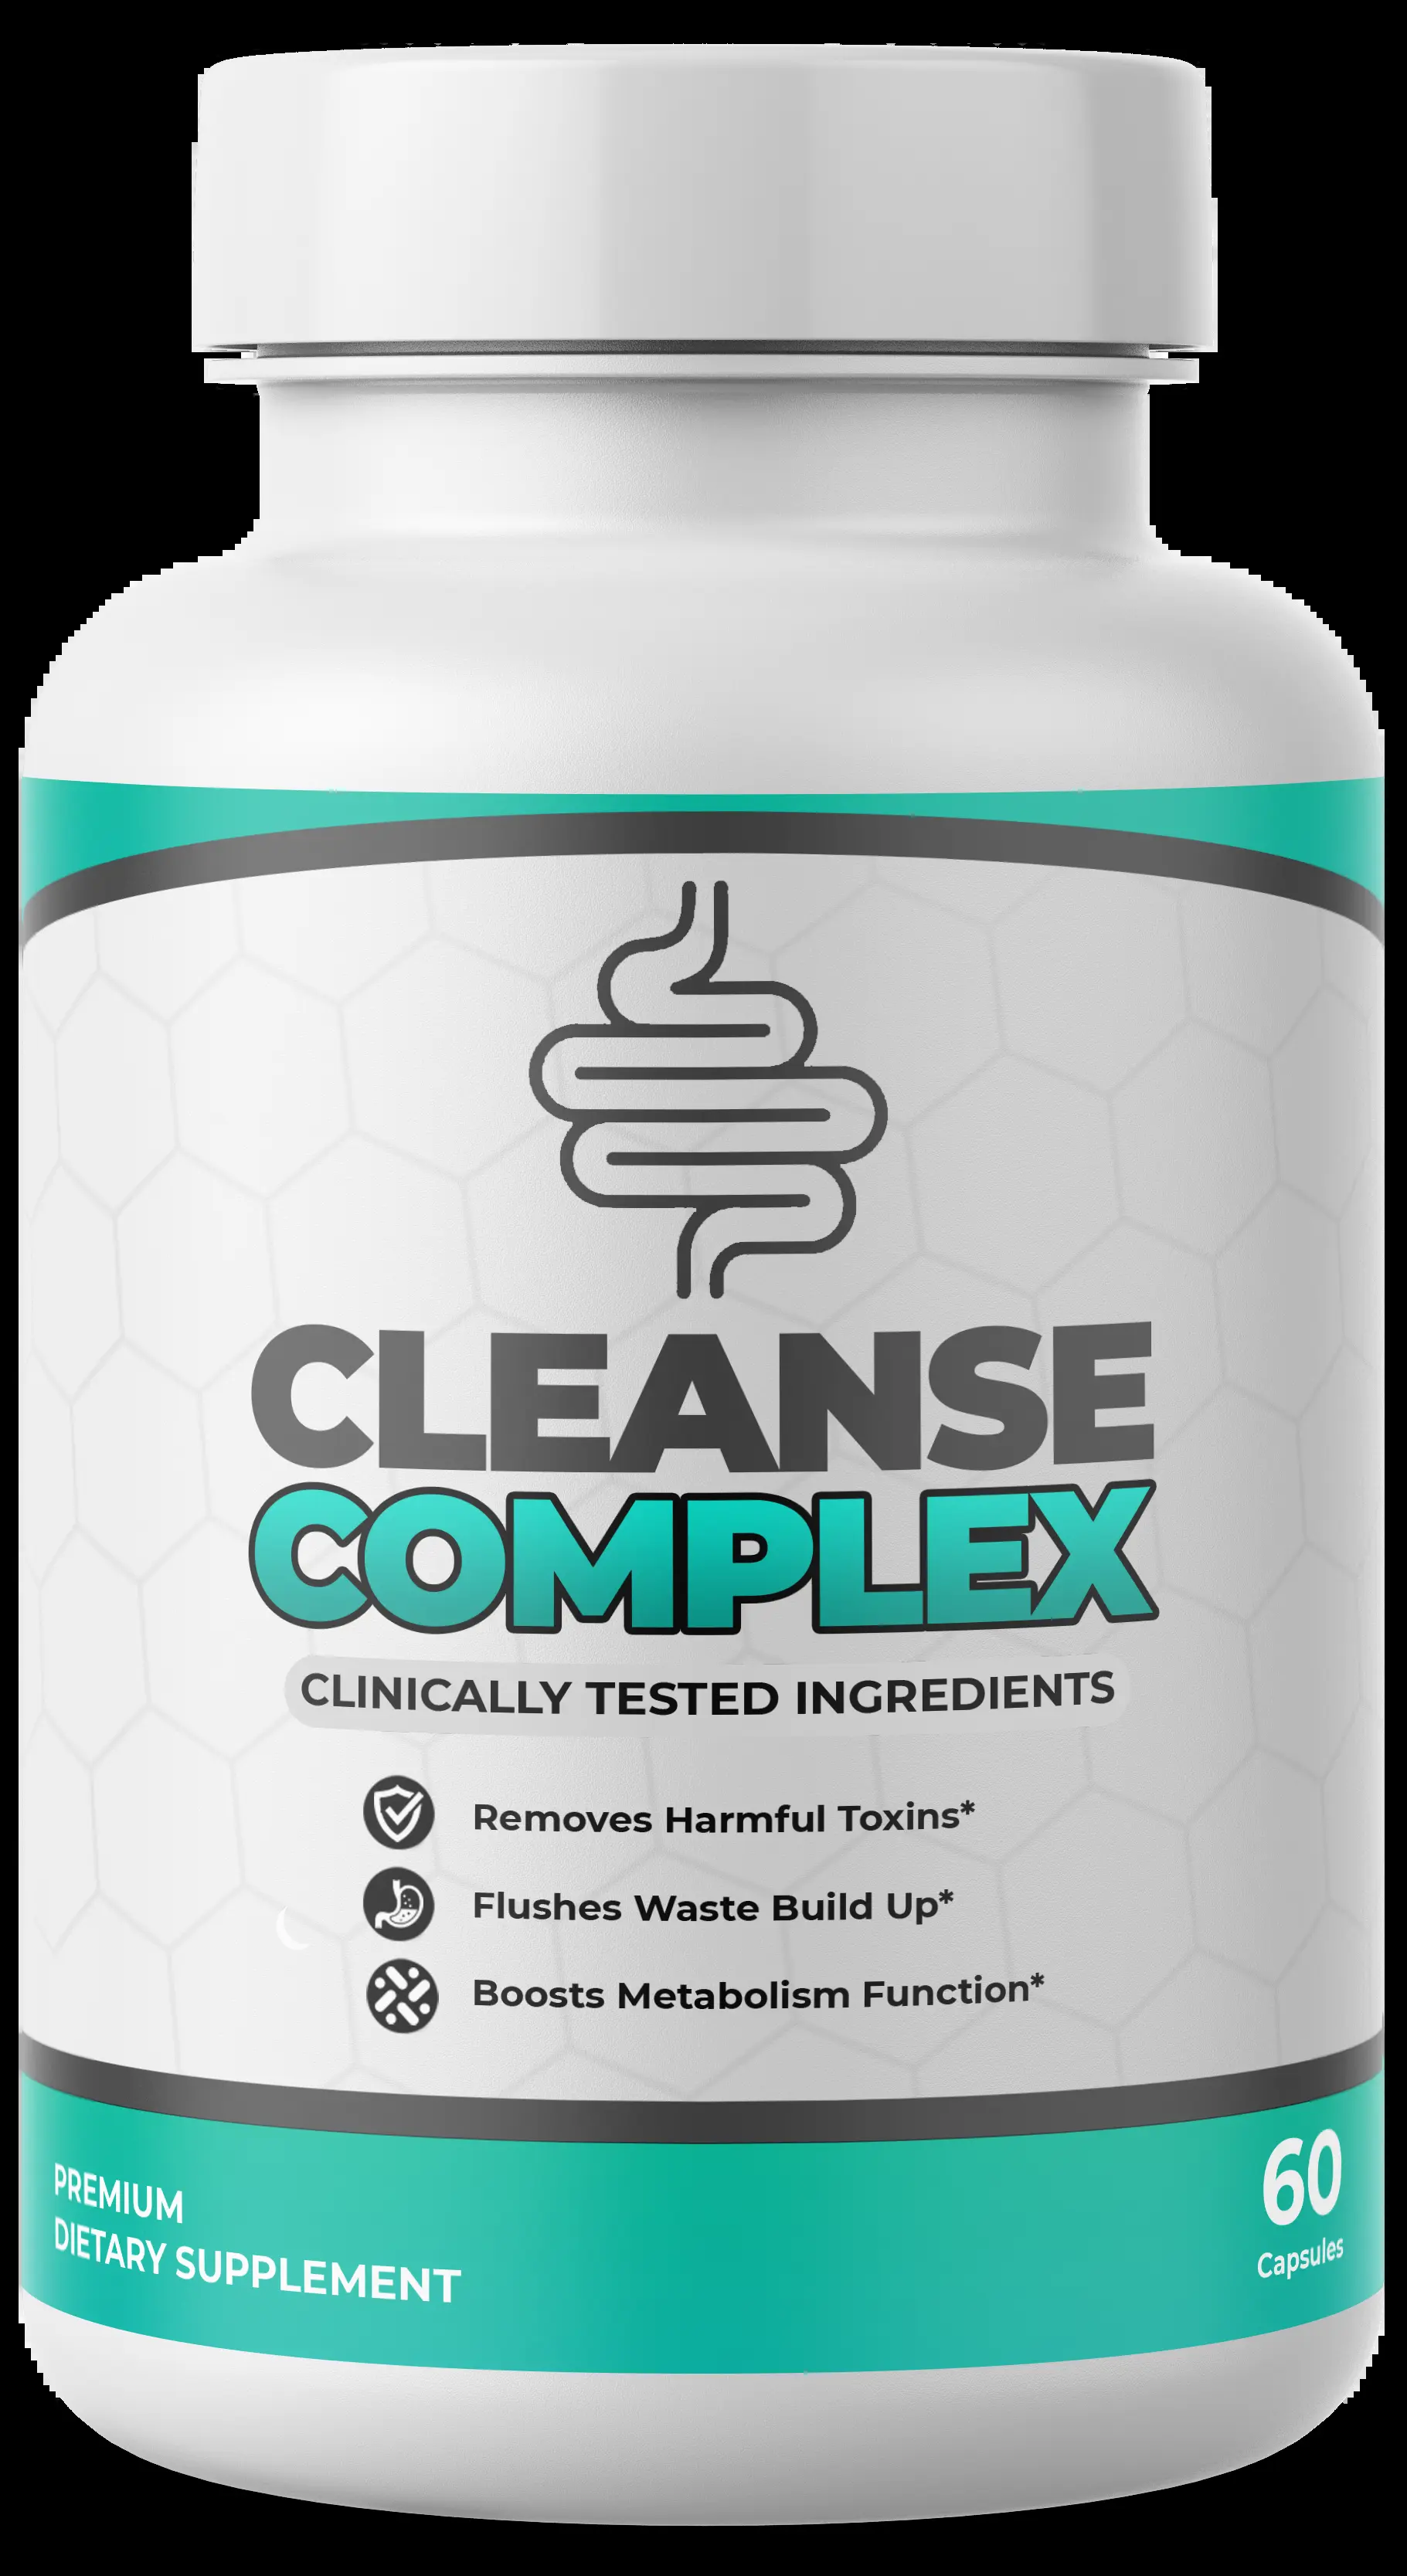 CLEANSE
COMPLEX
CLINICALLY TESTED INGREDIENTS
Removes Harmful Toxins*
Flushes Waste Build Up*
Boosts Metabolism Function*
PREMIUM
DIETARY SUPPLEMENT
60
Capsules